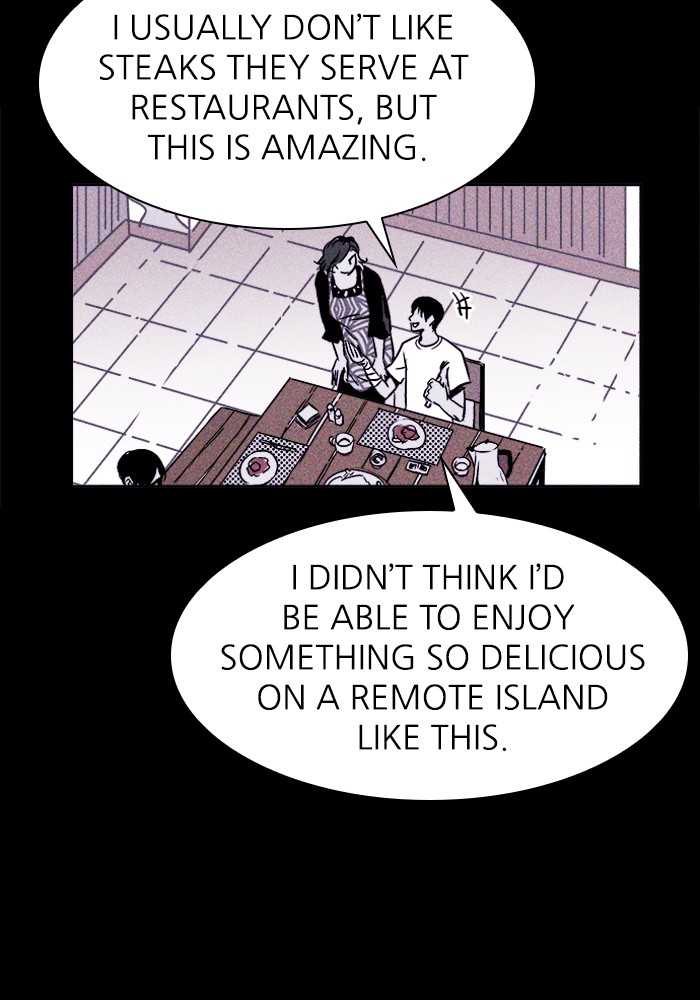 I USUALLY DON'T LIKE
STEAKS THEY SERVE AT
RESTAURANTS, BUT
THIS IS AMAZING.
I DIDN'T THINK I'D
BE ABLE TO ENJOY
SOMETHING SO DELICIOUS
ON A REMOTE ISLAND
LIKE THIS.